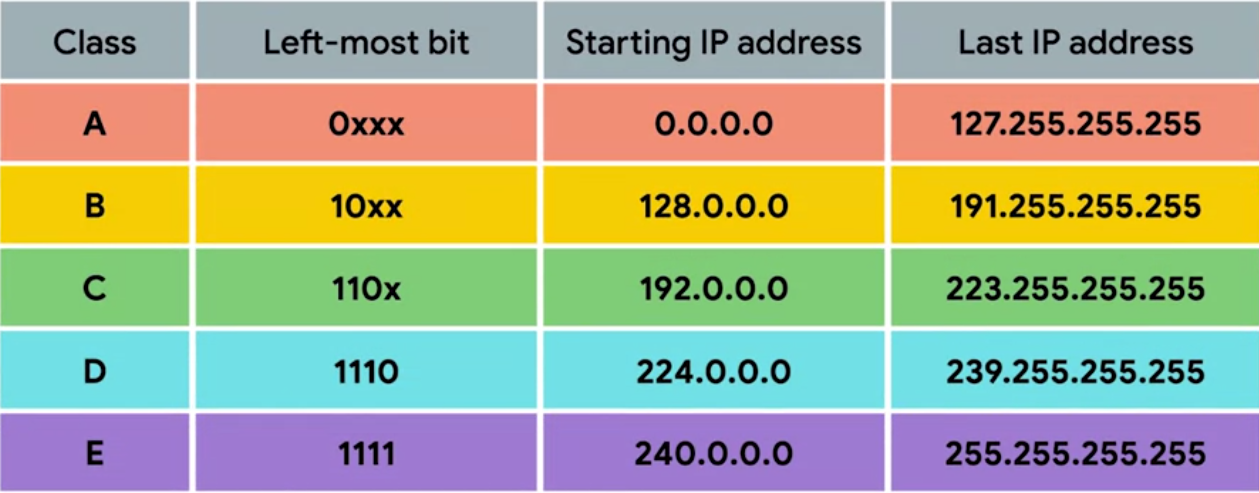 Class Left-most bit Starting IP address Last IP address
A 0xxx 0.0.0.0 127.255.255.255
B 10xx 128.0.0.0 191.255.255.255
C 110x 192.0.0.0 223.255.255.255
D 1110 224.0.0.0 239.255.255.255
E 1111 240.0.0.0 255.255.255.255